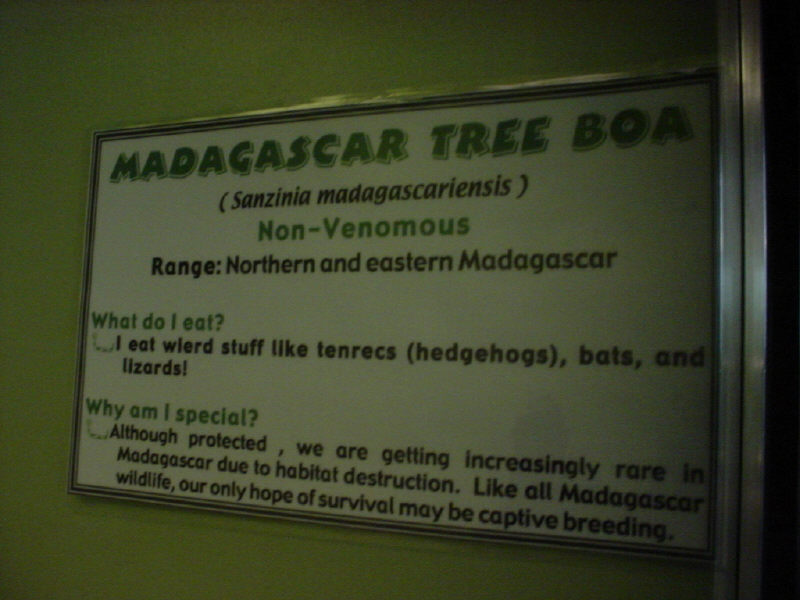 MADAGASCAR TREE BOA
(Sanzinia madagascariensis)
Non-Venomous
Range: Northern and eastern Madagascar
What do I eat?
I eat wierd stuff like tenrecs (hedgehogs), bats, and
lizards!
Why am I special?
Although protected , we are getting increasingly rare in
Madagascar due to habitat destruction. Like all Madagascar
wildlife, our only hope of survival may be captive breeding.